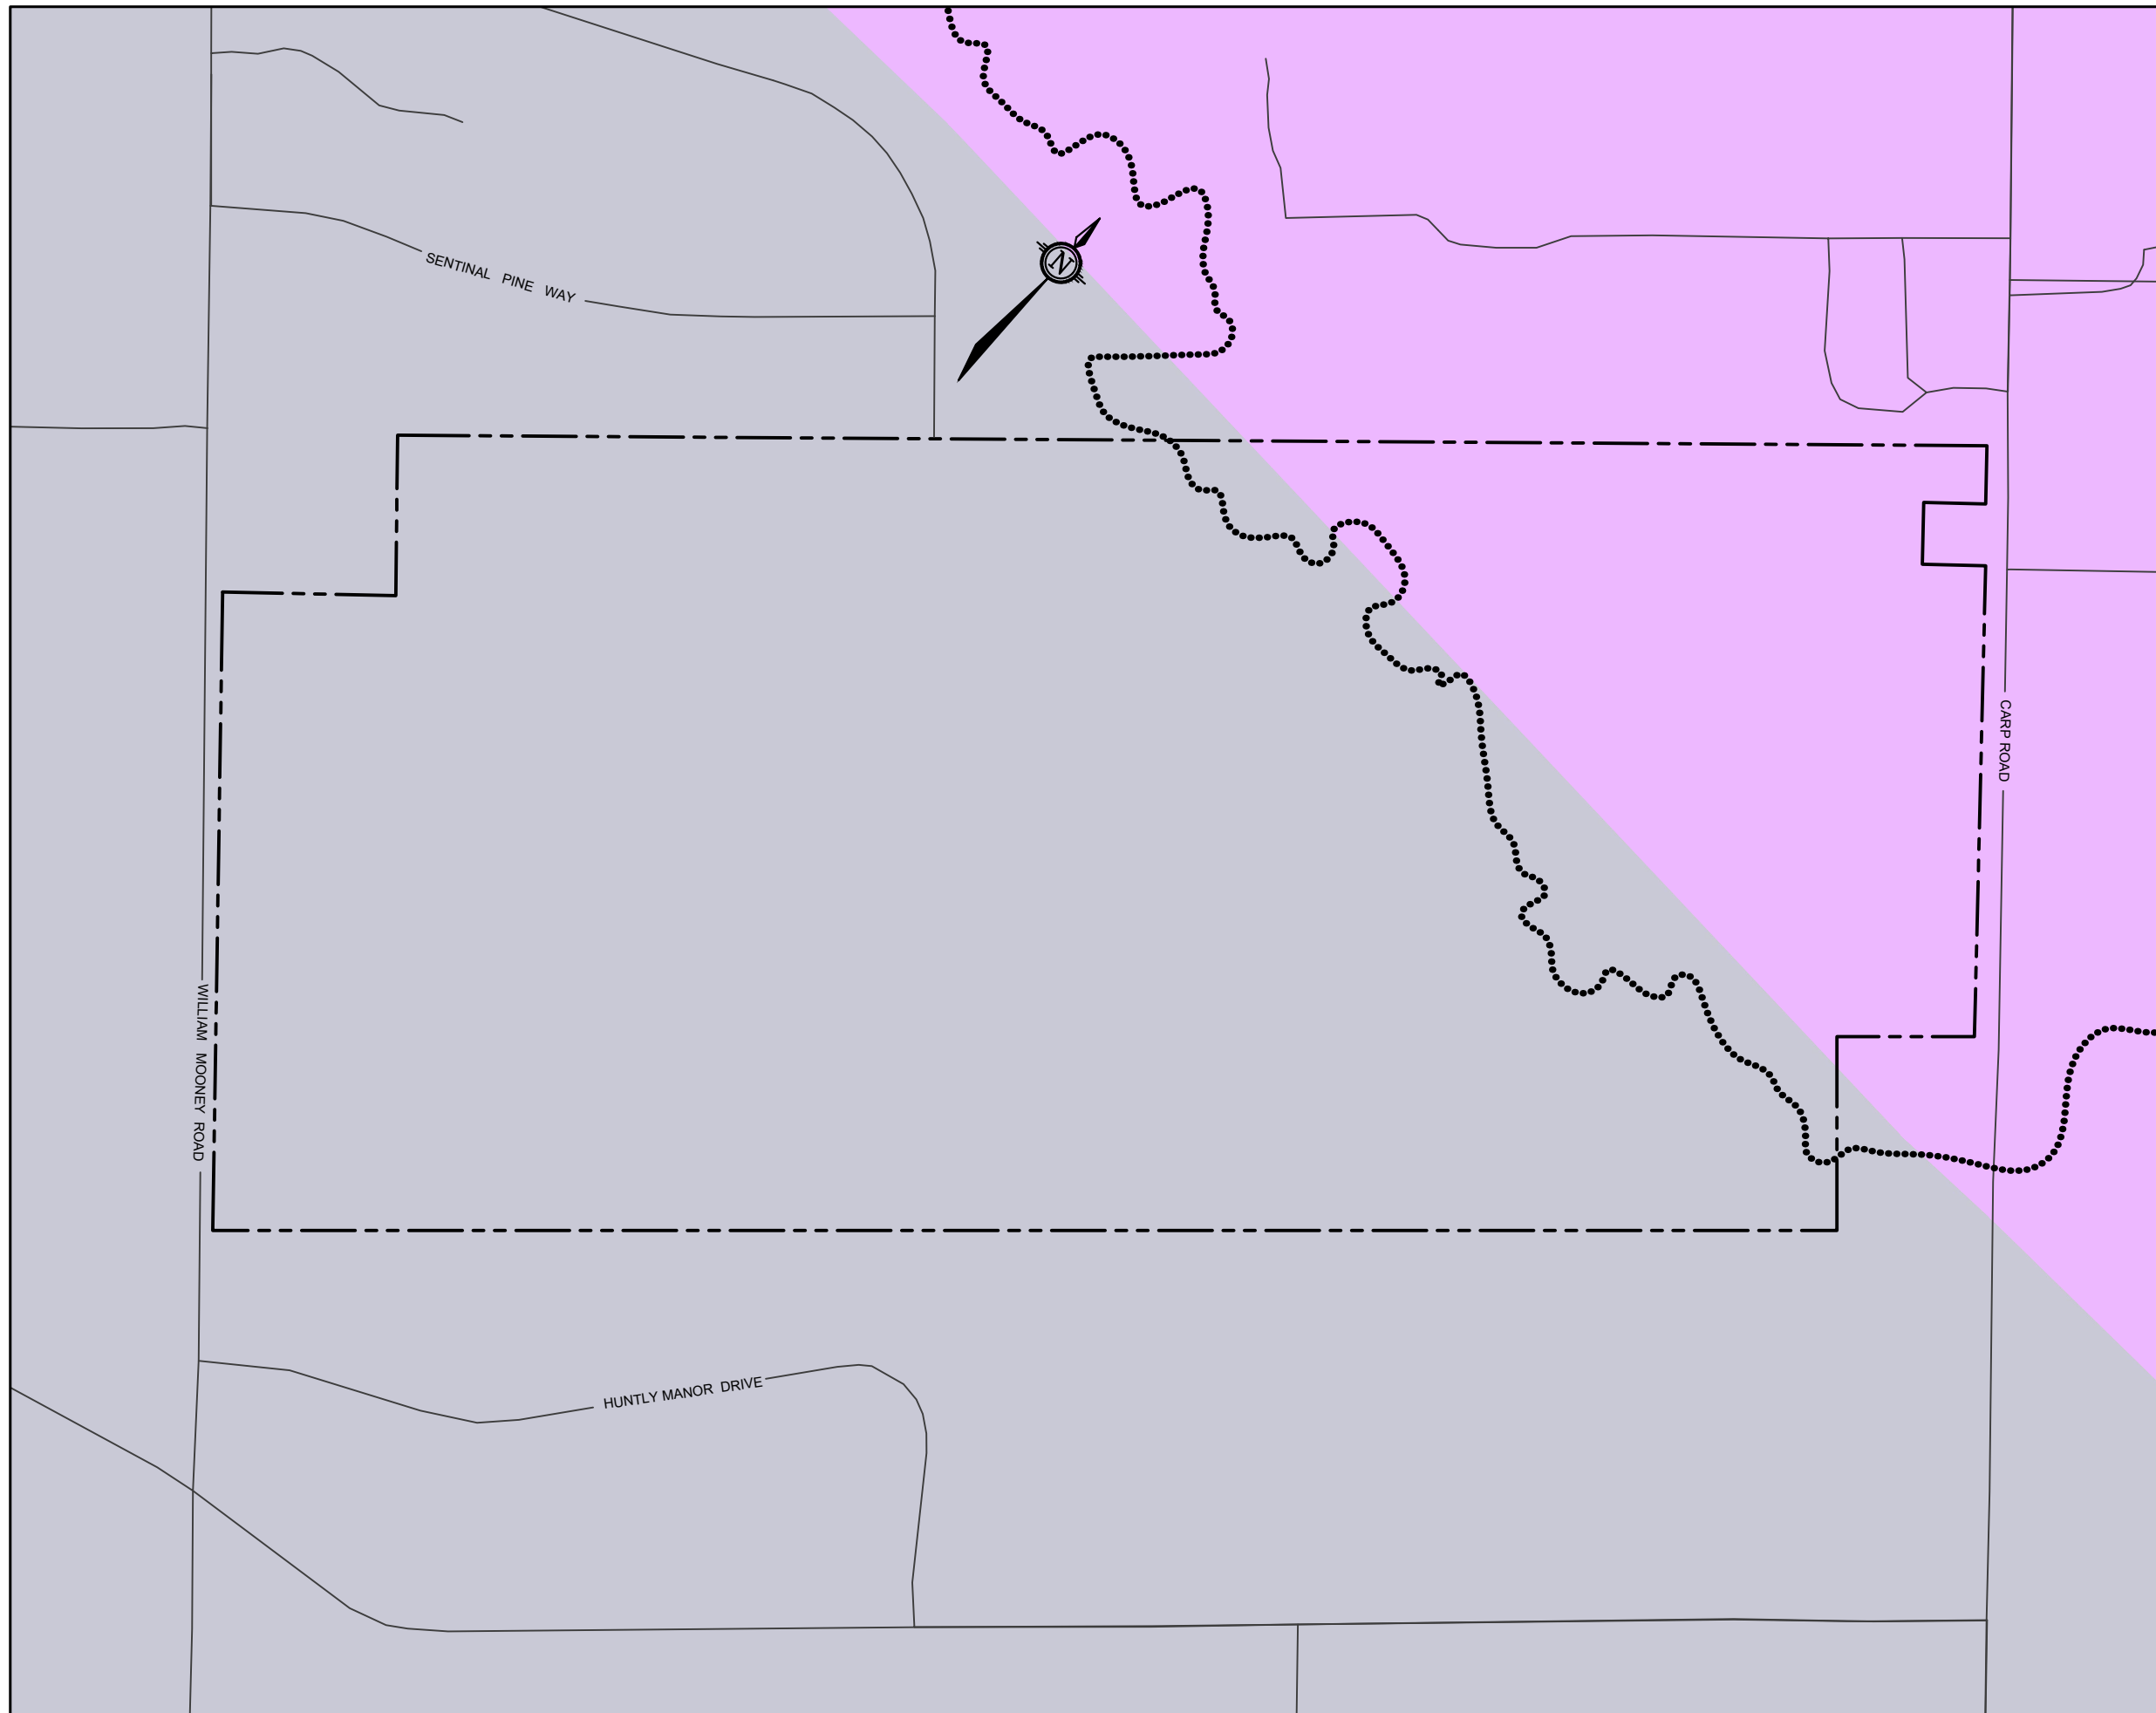 SENTINAL PINE WAY
N
CARP ROAD
WILLIAM MOONEY ROAD
HUNTLY MANOR DRIVE